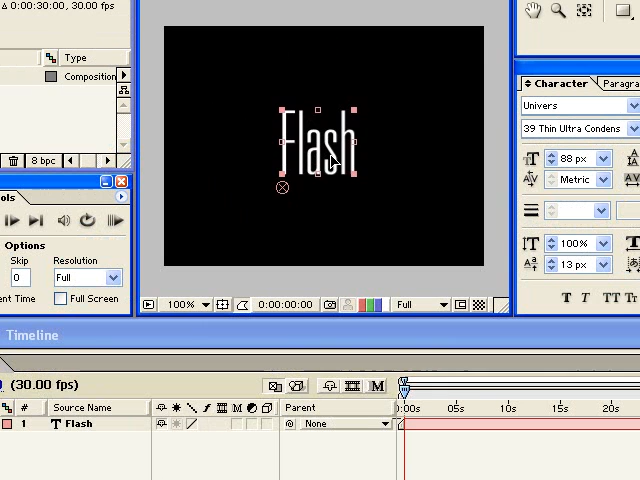 Δ 0:00:30:00, 30.00 fps
Type
Composition
8 bpc
ols
Options
Skip
Resolution
0
Full
ent Time
Full Screen
Flash
100%
0:00:00:00
Full
Character
Paragra
Univers
39 Thin Ultra Condens
88 px
Metric
100%
13 px
T T TT Tt
Timeline
(30.00 fps)
# Source Name
Parent
0:00s 05s 10s 15s 20s
1 T Flash
None